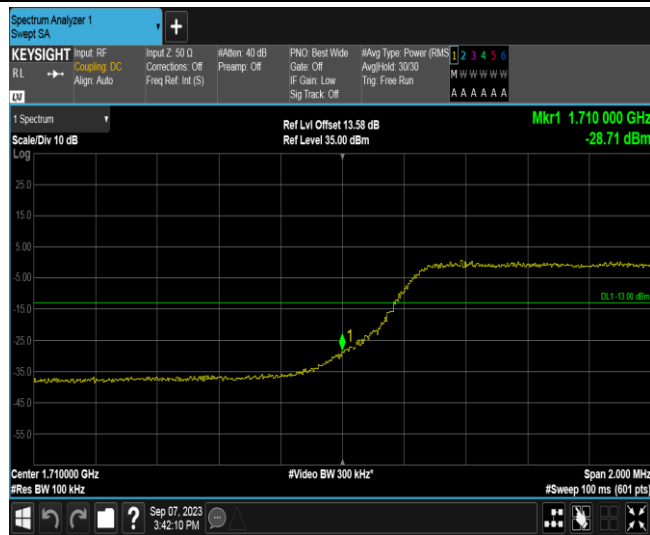 Spectrum Analyzer 1
Swept SA
+
KEYSIGHT
RL
LXI
Input: RF
Coupling: DC
Align: Auto
Input Z: 50 Ω
Corrections: Off
Freq Ref: Int (S)
#Atten: 40 dB
Preamp: Off
PNO: Best Wide
Gate: Off
IF Gain: Low
Sig Track: Off
#Avg Type: Power (RMS
Avg|Hold: 30/30
Trig: Free Run
1 2 3 4 5 6
M W W W W W
A A A A A A
1 Spectrum
Scale/Div 10 dB
Ref Lvl Offset 13.58 dB
Ref Level 35.00 dBm
Mkr1 1.710 000 GHz
-28.71 dBm
Log
25.0
15.0
5.00
-5.00
DL1 -13.00 dBm
-15.0
1
-25.0
-35.0
-45.0
-55.0
Center 1.710000 GHz
#Video BW 300 kHz*
Span 2.000 MHz
#Res BW 100 kHz
#Sweep 100 ms (601 pts)
?
Sep 07, 2023
3:42:10 PM